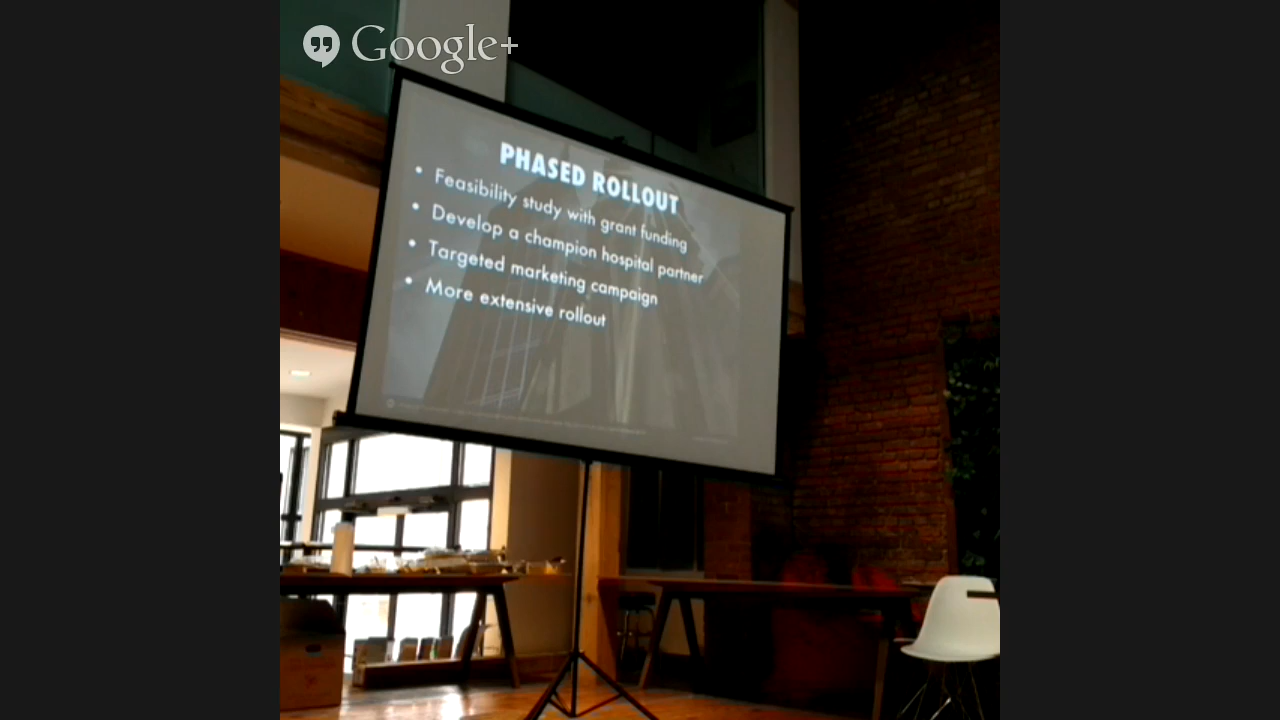 Google+
PHASED ROLLOUT
• Feasibility study with grant funding
• Develop a champion hospital partner
• Targeted marketing campaign
• More extensive rollout